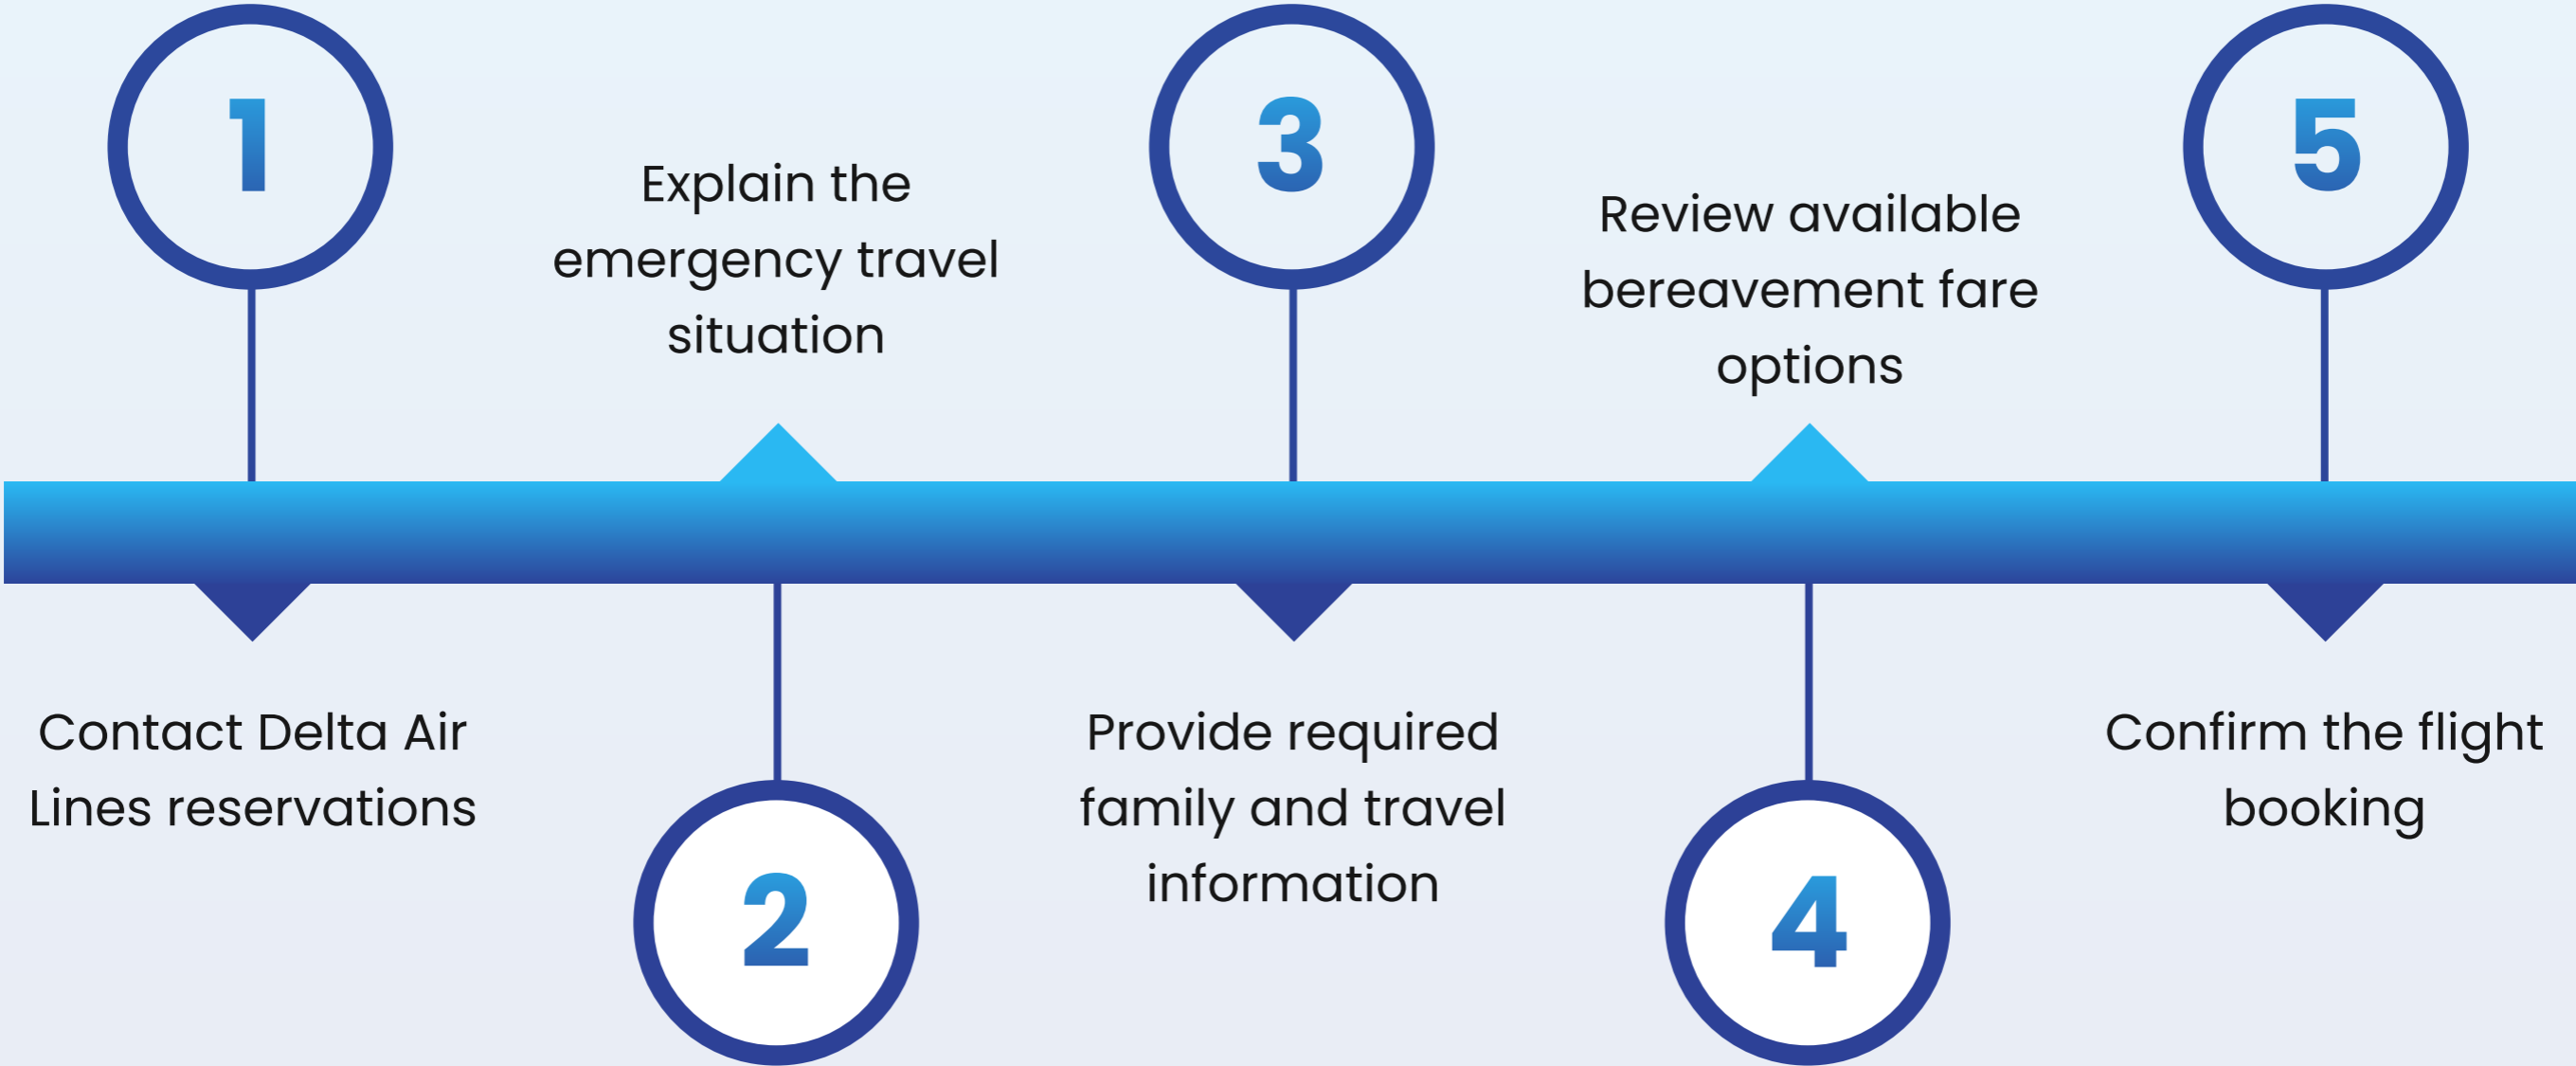 1
Contact Delta Air
Lines reservations
Explain the
emergency travel
situation
2
3
Provide required
family and travel
information
Review available
bereavement fare
options
4
5
Confirm the flight
booking